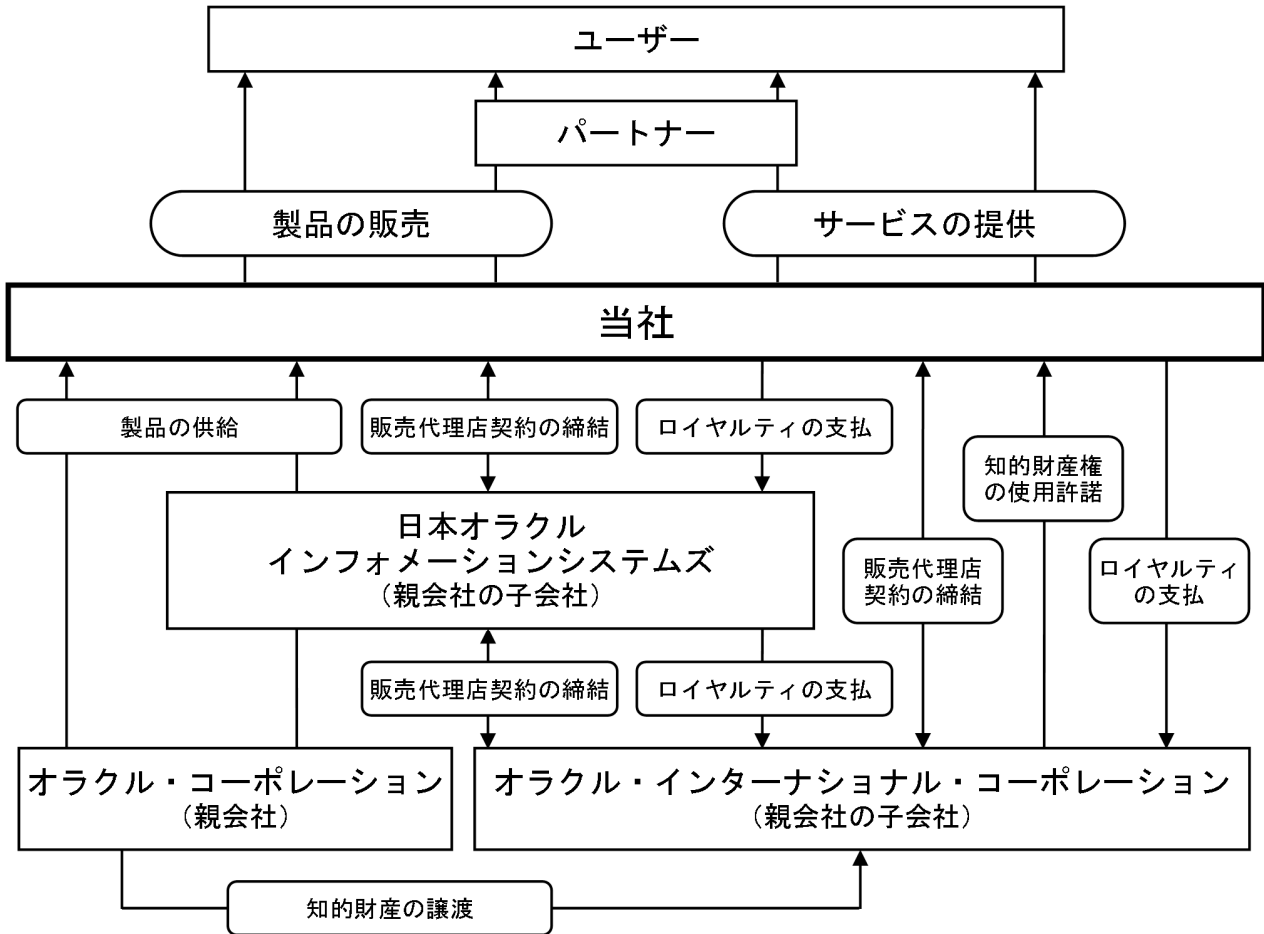 ユーザー
パートナー
製品の販売
サービスの提供
当社
製品の供給
販売代理店契約の締結
ロイヤルティの支払
知的財産権
の使用許諾
日本オラクル
インフォメーションシステムズ
（親会社の子会社）
販売代理店
契約の締結
ロイヤルティ
の支払
販売代理店契約の締結
ロイヤルティの支払
オラクル・コーポレーション
（親会社）
オラクル・インターナショナル・コーポレーション
（親会社の子会社）
知的財産の譲渡